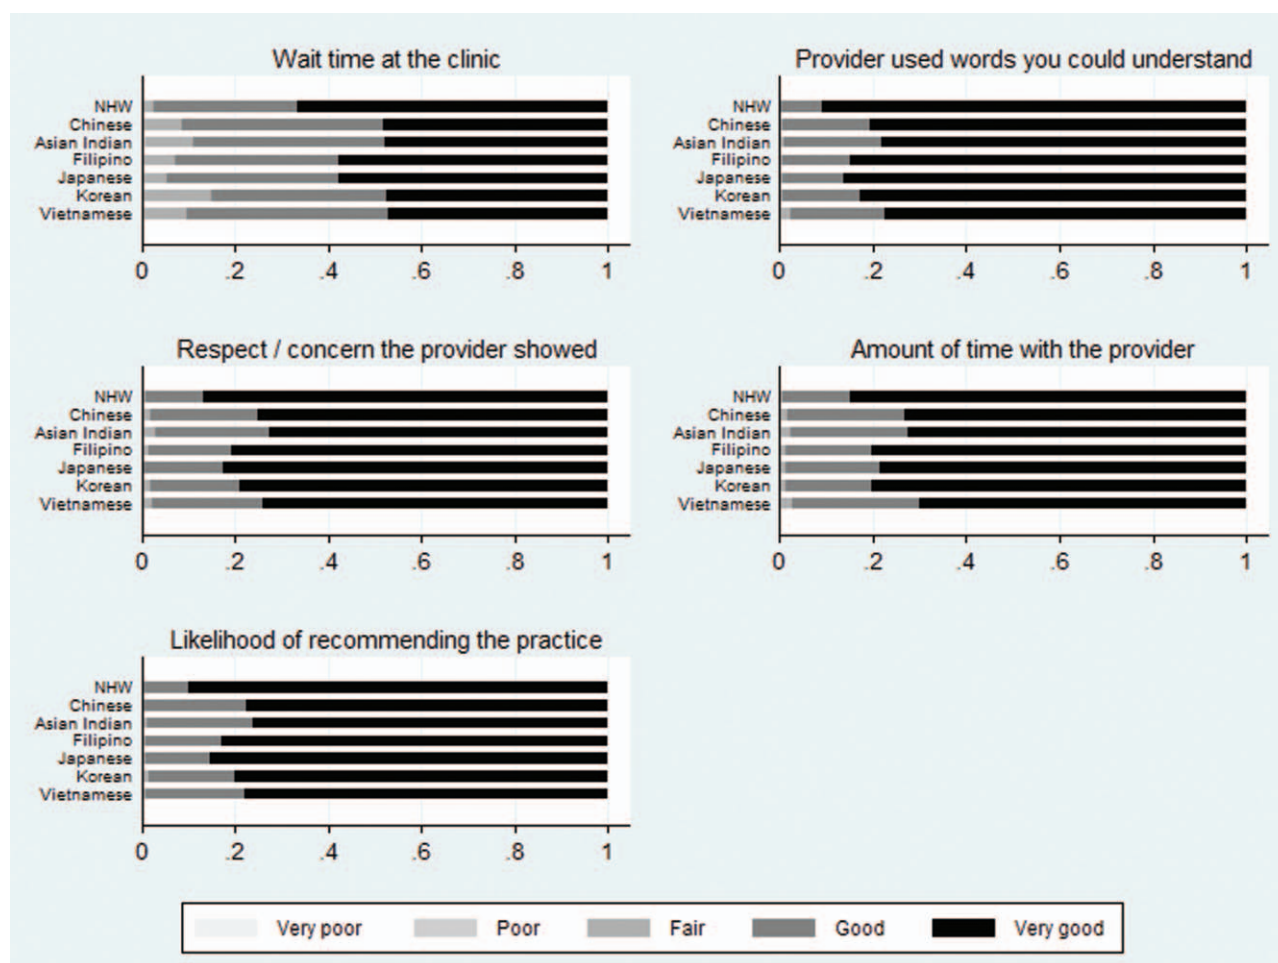 Wait time at the clinic
NHW
Chinese
Asian Indian
Filipino
Japanese
Korean
Vietnamese
0 .2 .4 .6 .8 1
Provider used words you could understand
NHW
Chinese
Asian Indian
Filipino
Japanese
Korean
Vietnamese
0 .2 .4 .6 .8 1
Respect / concern the provider showed
NHW
Chinese
Asian Indian
Filipino
Japanese
Korean
Vietnamese
0 .2 .4 .6 .8 1
Amount of time with the provider
NHW
Chinese
Asian Indian
Filipino
Japanese
Korean
Vietnamese
0 .2 .4 .6 .8 1
Likelihood of recommending the practice
NHW
Chinese
Asian Indian
Filipino
Japanese
Korean
Vietnamese
0 .2 .4 .6 .8 1
Very poor Poor Fair Good Very good